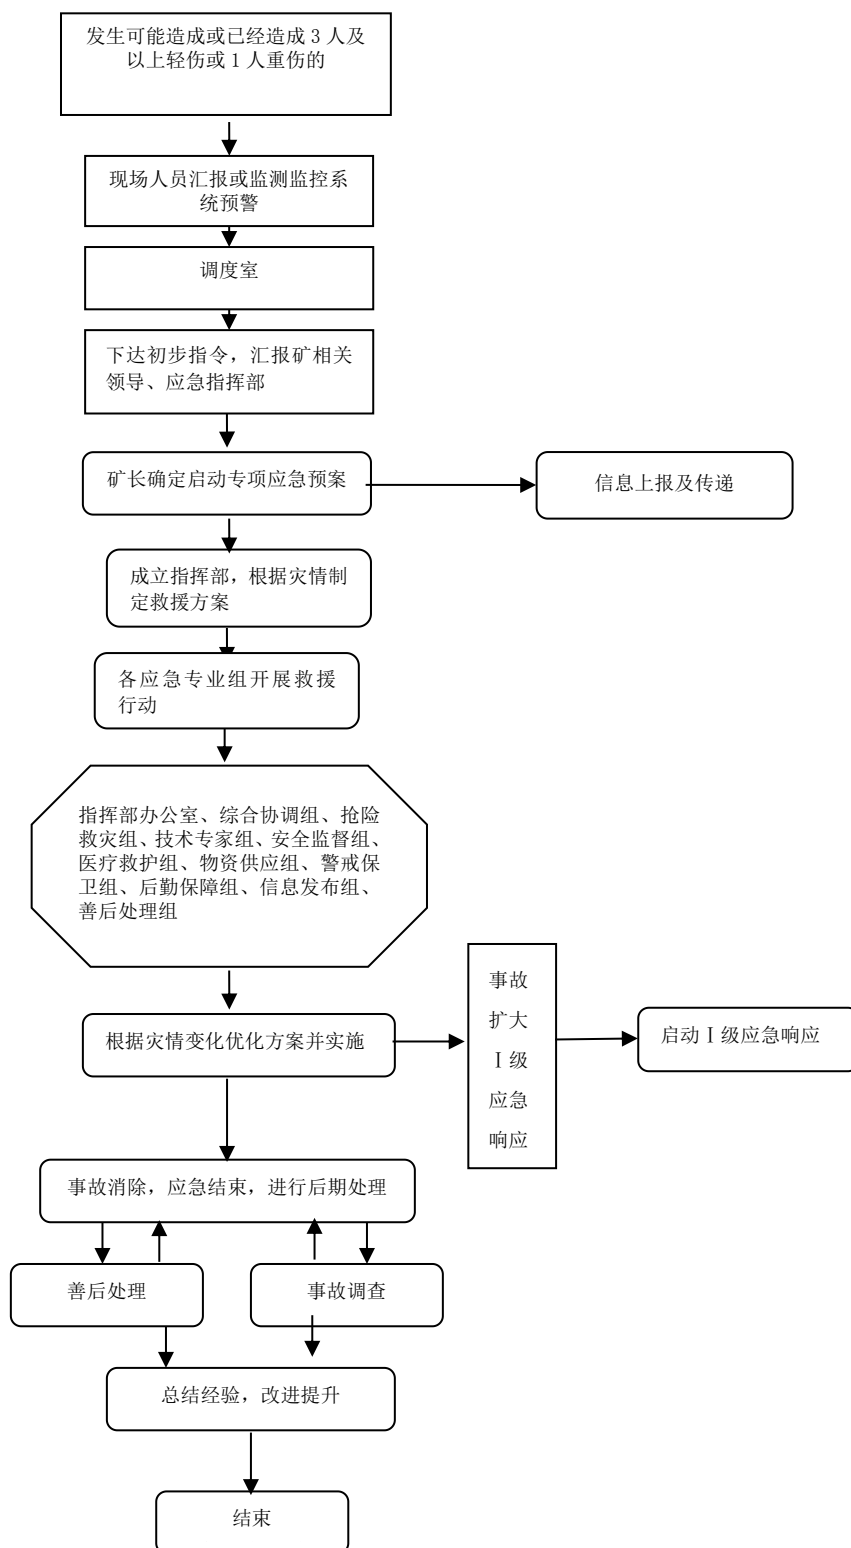 发生可能造成或已经造成 3 人及
以上轻伤或 1 人重伤的
现场人员汇报或监测监控系
统预警
调度室
下达初步指令，汇报矿相关
领导、应急指挥部
矿长确定启动专项应急预案
信息上报及传递
成立指挥部，根据灾情制
定救援方案
各应急专业组开展救援
行动
指挥部办公室、综合协调组、抢险
救灾组、技术专家组、安全监督组、
医疗救护组、物资供应组、警戒保
卫组、后勤保障组、信息发布组、
善后处理组
根据灾情变化优化方案并实施
事故
扩大
Ⅰ级
应急
响应
启动Ⅰ级应急响应
事故消除，应急结束，进行后期处理
善后处理
事故调查
总结经验，改进提升
结束